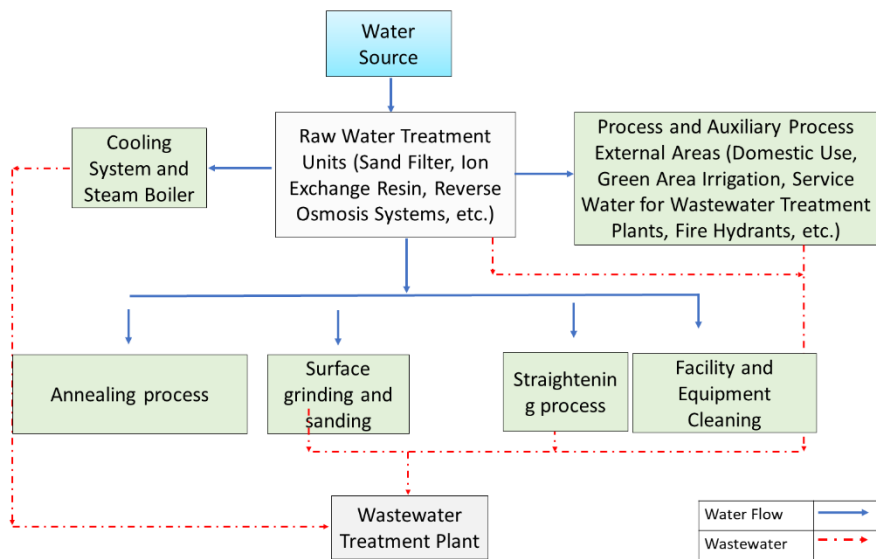 Water
Source
Cooling
System and
Steam Boiler
Raw Water Treatment
Units (Sand Filter, Ion
Exchange Resin, Reverse
Osmosis Systems, etc.)
Process and Auxiliary Process
External Areas (Domestic Use,
Green Area Irrigation, Service
Water for Wastewater Treatment
Plants, Fire Hydrants, etc.)
Annealing process
Surface
grinding and
sanding
Straightenin
g process
Facility and
Equipment
Cleaning
Wastewater
Treatment Plant
Water Flow
Wastewater